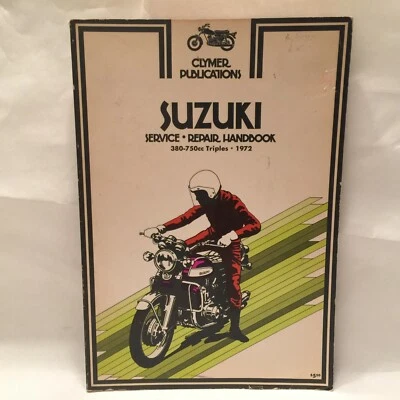 CLYMER
PUBLICATIONS
SUZUKI
SERVICE • REPAIR HANDBOOK
380-750cc Triples • 1972